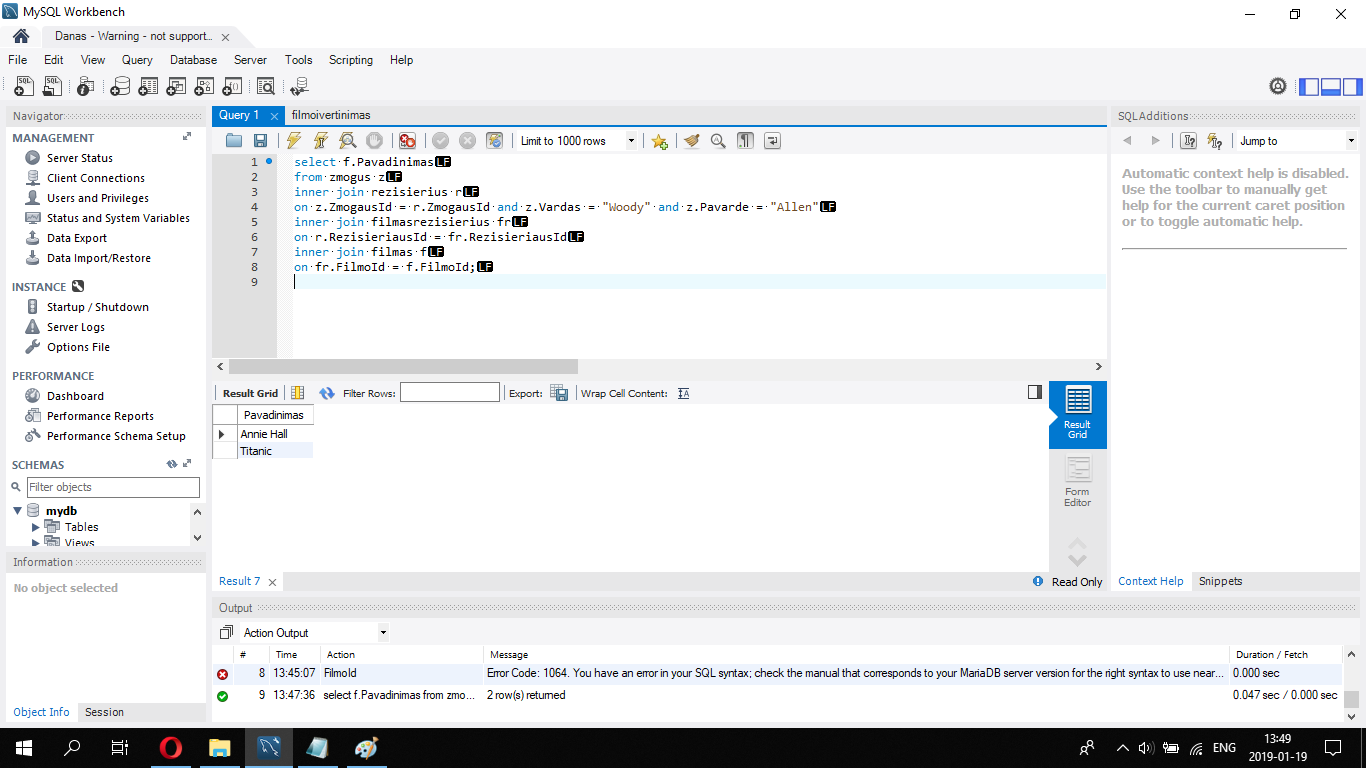 MySQL Workbench
Danas - Warning - not support...
File Edit View Query Database Server Tools Scripting Help
Navigator
MANAGEMENT
Server Status
Client Connections
Users and Privileges
Status and System Variables
Data Export
Data Import/Restore
INSTANCE
Startup / Shutdown
Server Logs
Options File
PERFORMANCE
Dashboard
Performance Reports
Performance Schema Setup
SCHEMAS
Filter objects
mydb
Tables
Views
Information
No object selected
Object Info Session
Query 1 filmoivertinimas
Limit to 1000 rows
1 select f.Pavadinimas LF
2 from zmogus z LF
3 inner join rezisierius r LF
4 on z.ZmogausId = r.ZmogausId and z.Vardas = "Woody" and z.Pavarde = "Allen" LF
5 inner join filmasrezisierius fr LF
6 on r.RezisieriausId = fr.RezisieriausId LF
7 inner join filmas f LF
8 on fr.FilmoId = f.FilmoId; LF
9
Result Grid Filter Rows: Export: Wrap Cell Content:
Pavadinimas
Annie Hall
Titanic
Result Grid
Form Editor
Result 7
Read Only
SQLAdditions
Jump to
Automatic context help is disabled.
Use the toolbar to manually get
help for the current caret position
or to toggle automatic help.
Context Help Snippets
Output
Action Output
# Time Action Message Duration / Fetch
8 13:45:07 FilmoId Error Code: 1064. You have an error in your SQL syntax; check the manual that corresponds to your MariaDB server version for the right syntax to use near... 0.000 sec
9 13:47:36 select f.Pavadinimas from zmo... 2 row(s) returned 0.047 sec / 0.000 sec
ENG
13:49
2019-01-19